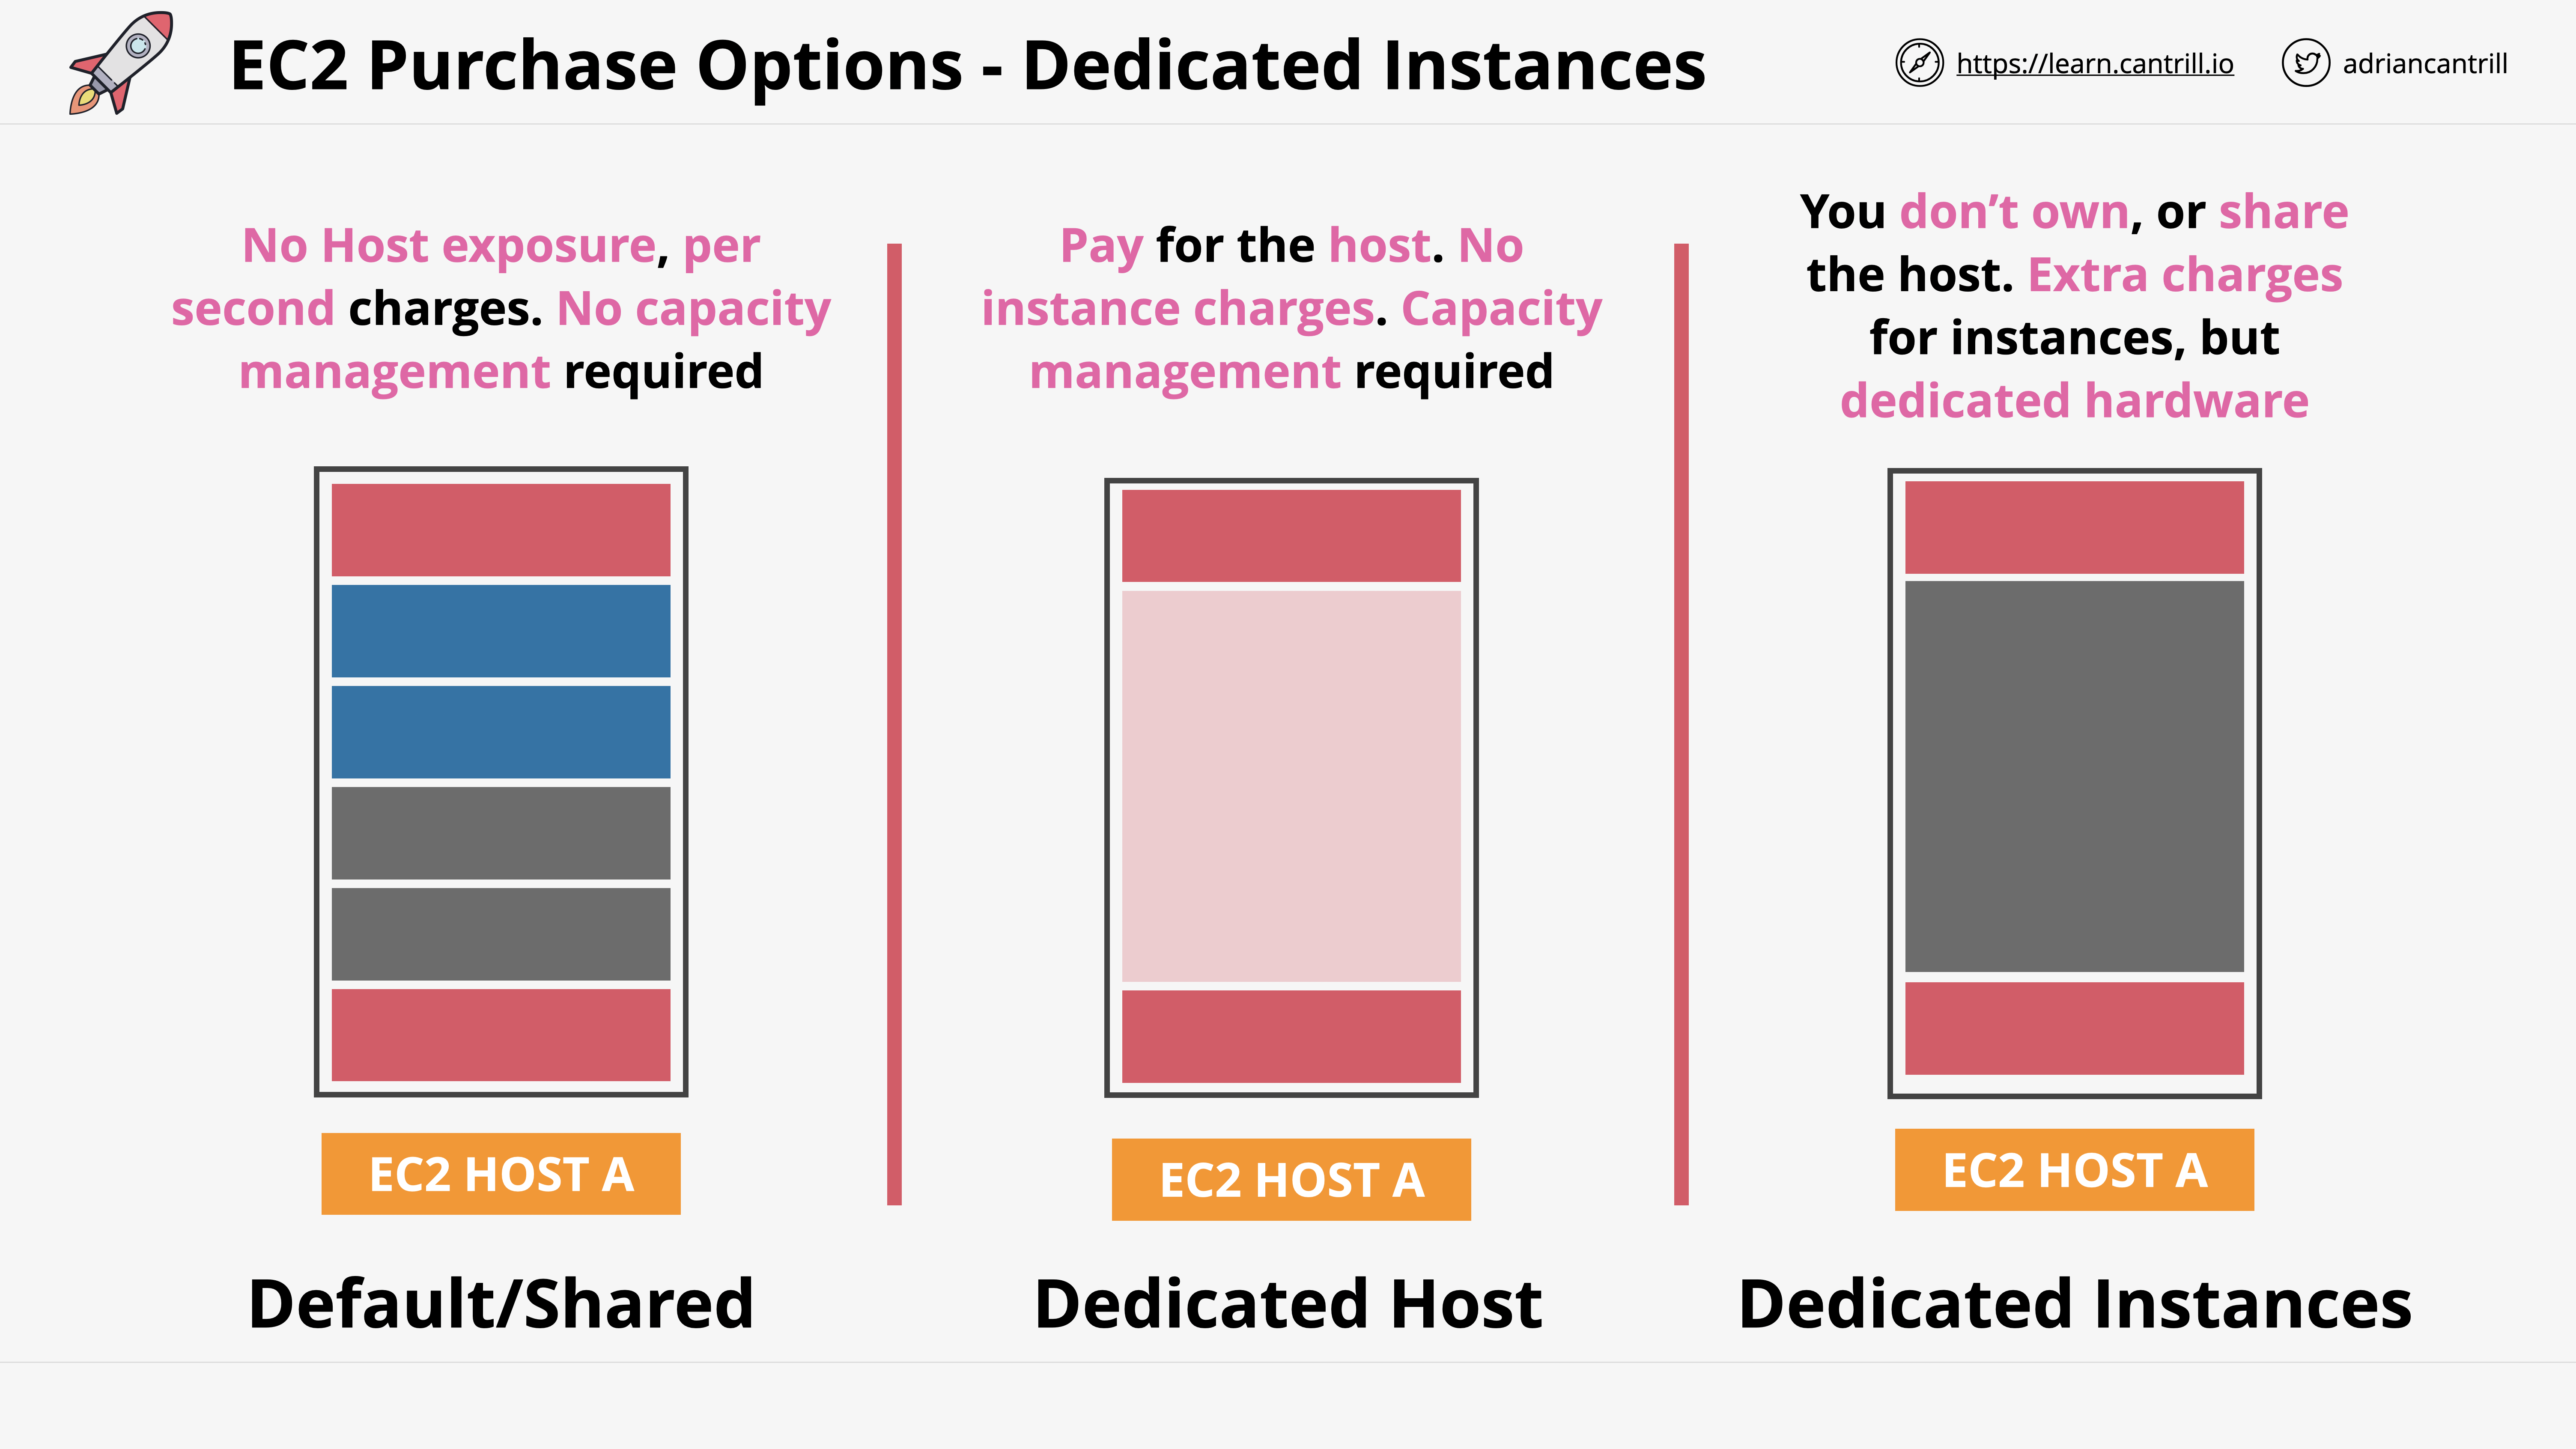 EC2 Purchase Options - Dedicated Instances
https://learn.cantrill.io
adriancantrill
No Host exposure, per
second charges. No capacity
management required
Pay for the host. No
instance charges. Capacity
management required
You don’t own, or share
the host. Extra charges
for instances, but
dedicated hardware
EC2 HOST A
EC2 HOST A
EC2 HOST A
Default/Shared
Dedicated Host
Dedicated Instances